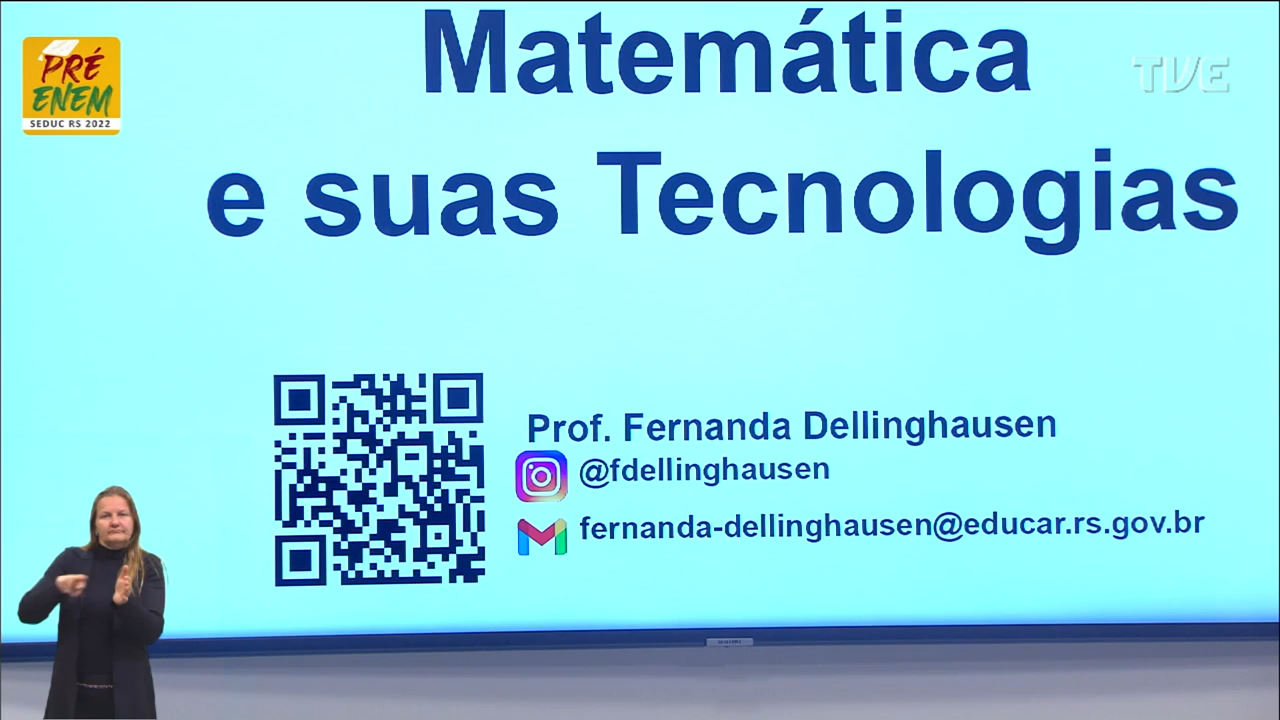 Matemática
e suas Tecnologias
PRÉ
ENEM
SEDUC RS 2022
TVE
Prof. Fernanda Dellinghausen
@fdellinghausen
fernanda-dellinghausen@educar.rs.gov.br